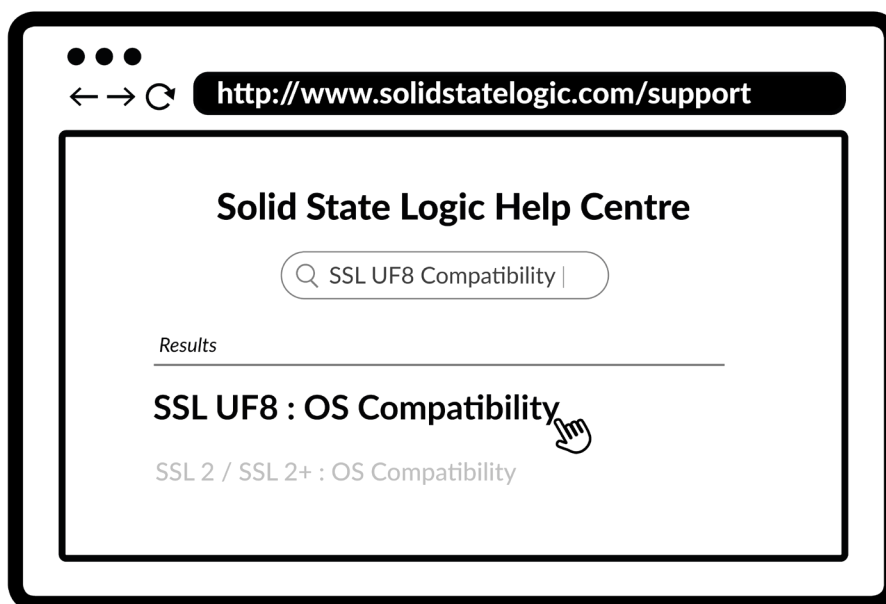 http://www.solidstatelogic.com/support
Solid State Logic Help Centre
SSL UF8 Compatibility
Results
SSL UF8 : OS Compatibility
SSL 2 / SSL 2+ : OS Compatibility